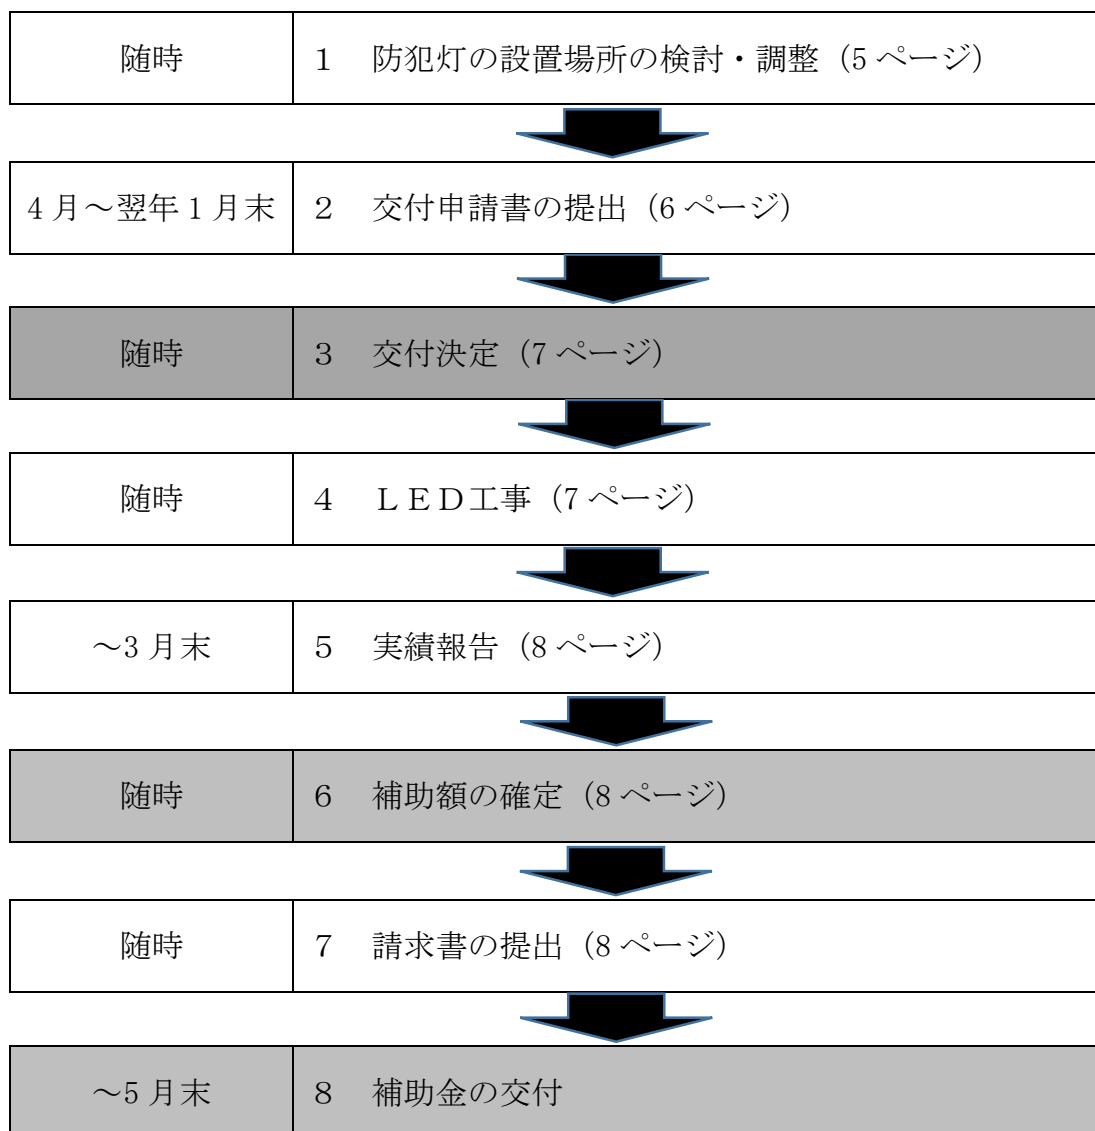 随時 1 防犯灯の設置場所の検討・調整（5ページ）
4月～翌年1月末 2 交付申請書の提出（6ページ）
随時 3 交付決定（7ページ）
随時 4 ＬＥＤ工事（7ページ）
～3月末 5 実績報告（8ページ）
随時 6 補助額の確定（8ページ）
随時 7 請求書の提出（8ページ）
～5月末 8 補助金の交付